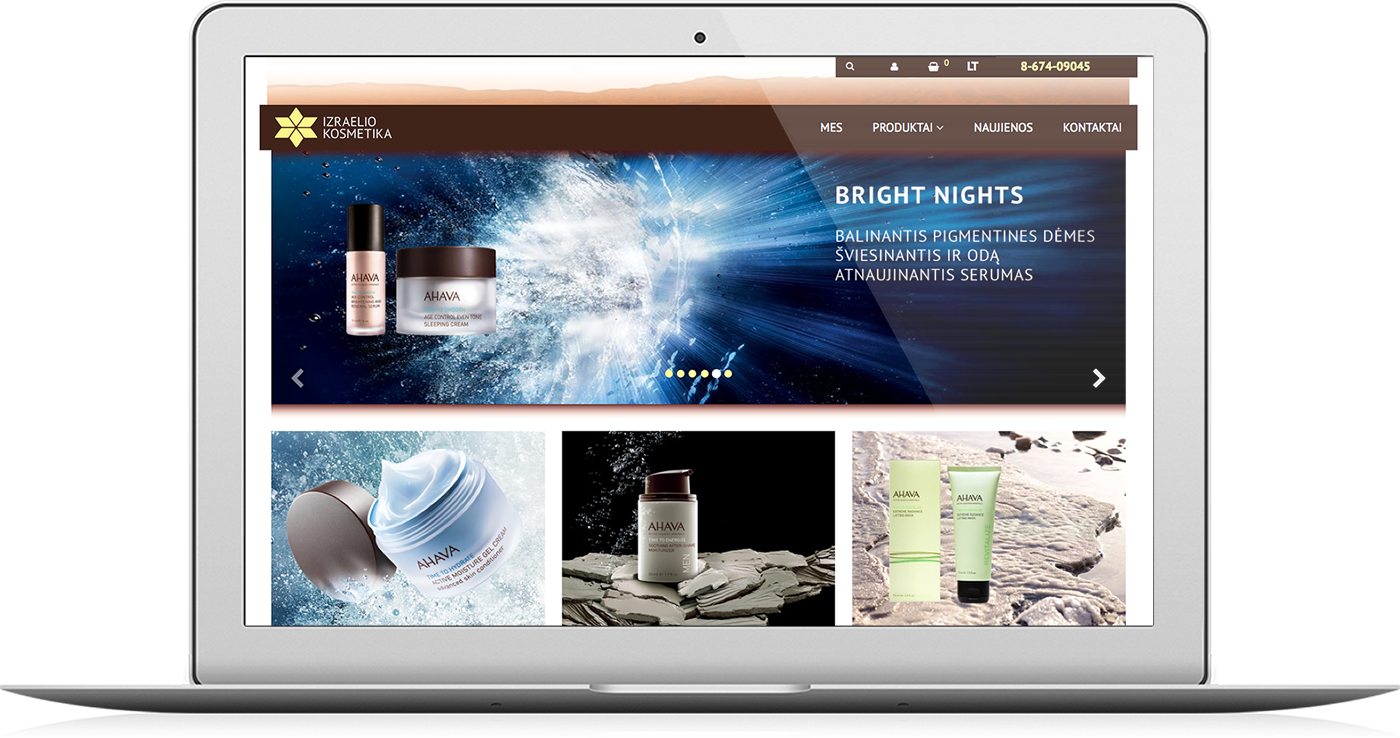 0 LT 8-674-09045
IZRAELIO
KOSMETIKA
MES PRODUKTAI NAUJIENOS KONTAKTAI
BRIGHT NIGHTS
BALINANTIS PIGMENTINES DĖMES
ŠVIESINANTIS IR ODĄ
ATNAUJINANTIS SERUMAS
AHAVA
AGE CONTROL
BRIGHTENING AND
RENEWAL SERUM
AHAVA
AGE CONTROL EVEN TONE
SLEEPING CREAM
AHAVA
TIME TO HYDRATE
ACTIVE MOISTURE GEL CREAM
advanced skin conditioner
AHAVA
TIME TO ENERGIZE
SOOTHING AFTER-SHAVE
MOISTURIZER
MEN
AHAVA
EXTREME RADIANCE
LIFTING MASK
AHAVA
EXTREME RADIANCE
LIFTING MASK